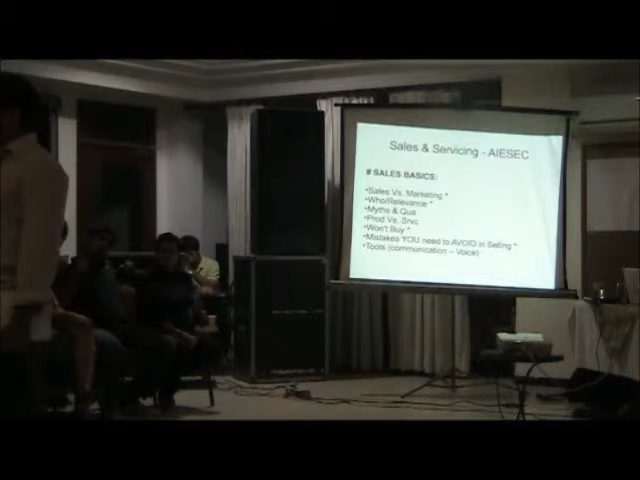 Sales & Servicing - AIESEC
# SALES BASICS:
•Sales Vs. Marketing *
•Who/Relevance *
•Myths & Qua
•Prod Vs. Srvc
•Won't Buy *
•Mistakes YOU need to AVOID in Selling *
•Tools (communication – Voice)